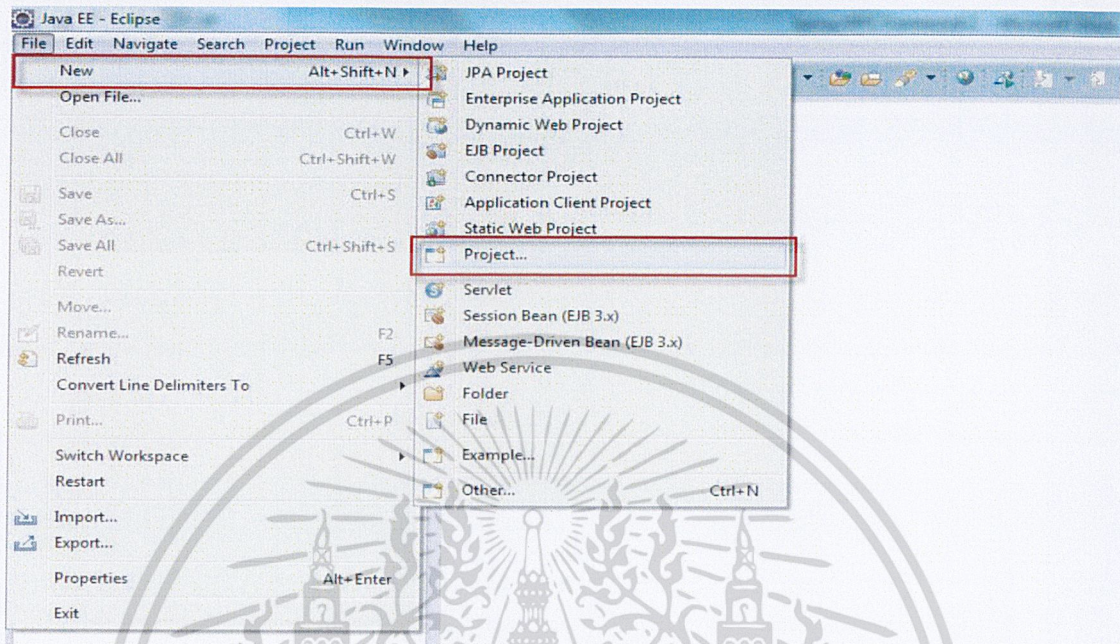 Java EE - Eclipse
File Edit Navigate Search Project Run Window Help
New Alt+Shift+N
Open File...
Close Ctrl+W
Close All Ctrl+Shift+W
Save Ctrl+S
Save As...
Save All Ctrl+Shift+S
Revert
Move...
Rename... F2
Refresh F5
Convert Line Delimiters To
Print... Ctrl+P
Switch Workspace
Restart
Import...
Export...
Properties Alt+Enter
Exit
JPA Project
Enterprise Application Project
Dynamic Web Project
EJB Project
Connector Project
Application Client Project
Static Web Project
Project...
Servlet
Session Bean (EJB 3.x)
Message-Driven Bean (EJB 3.x)
Web Service
Folder
File
Example...
Other... Ctrl+N